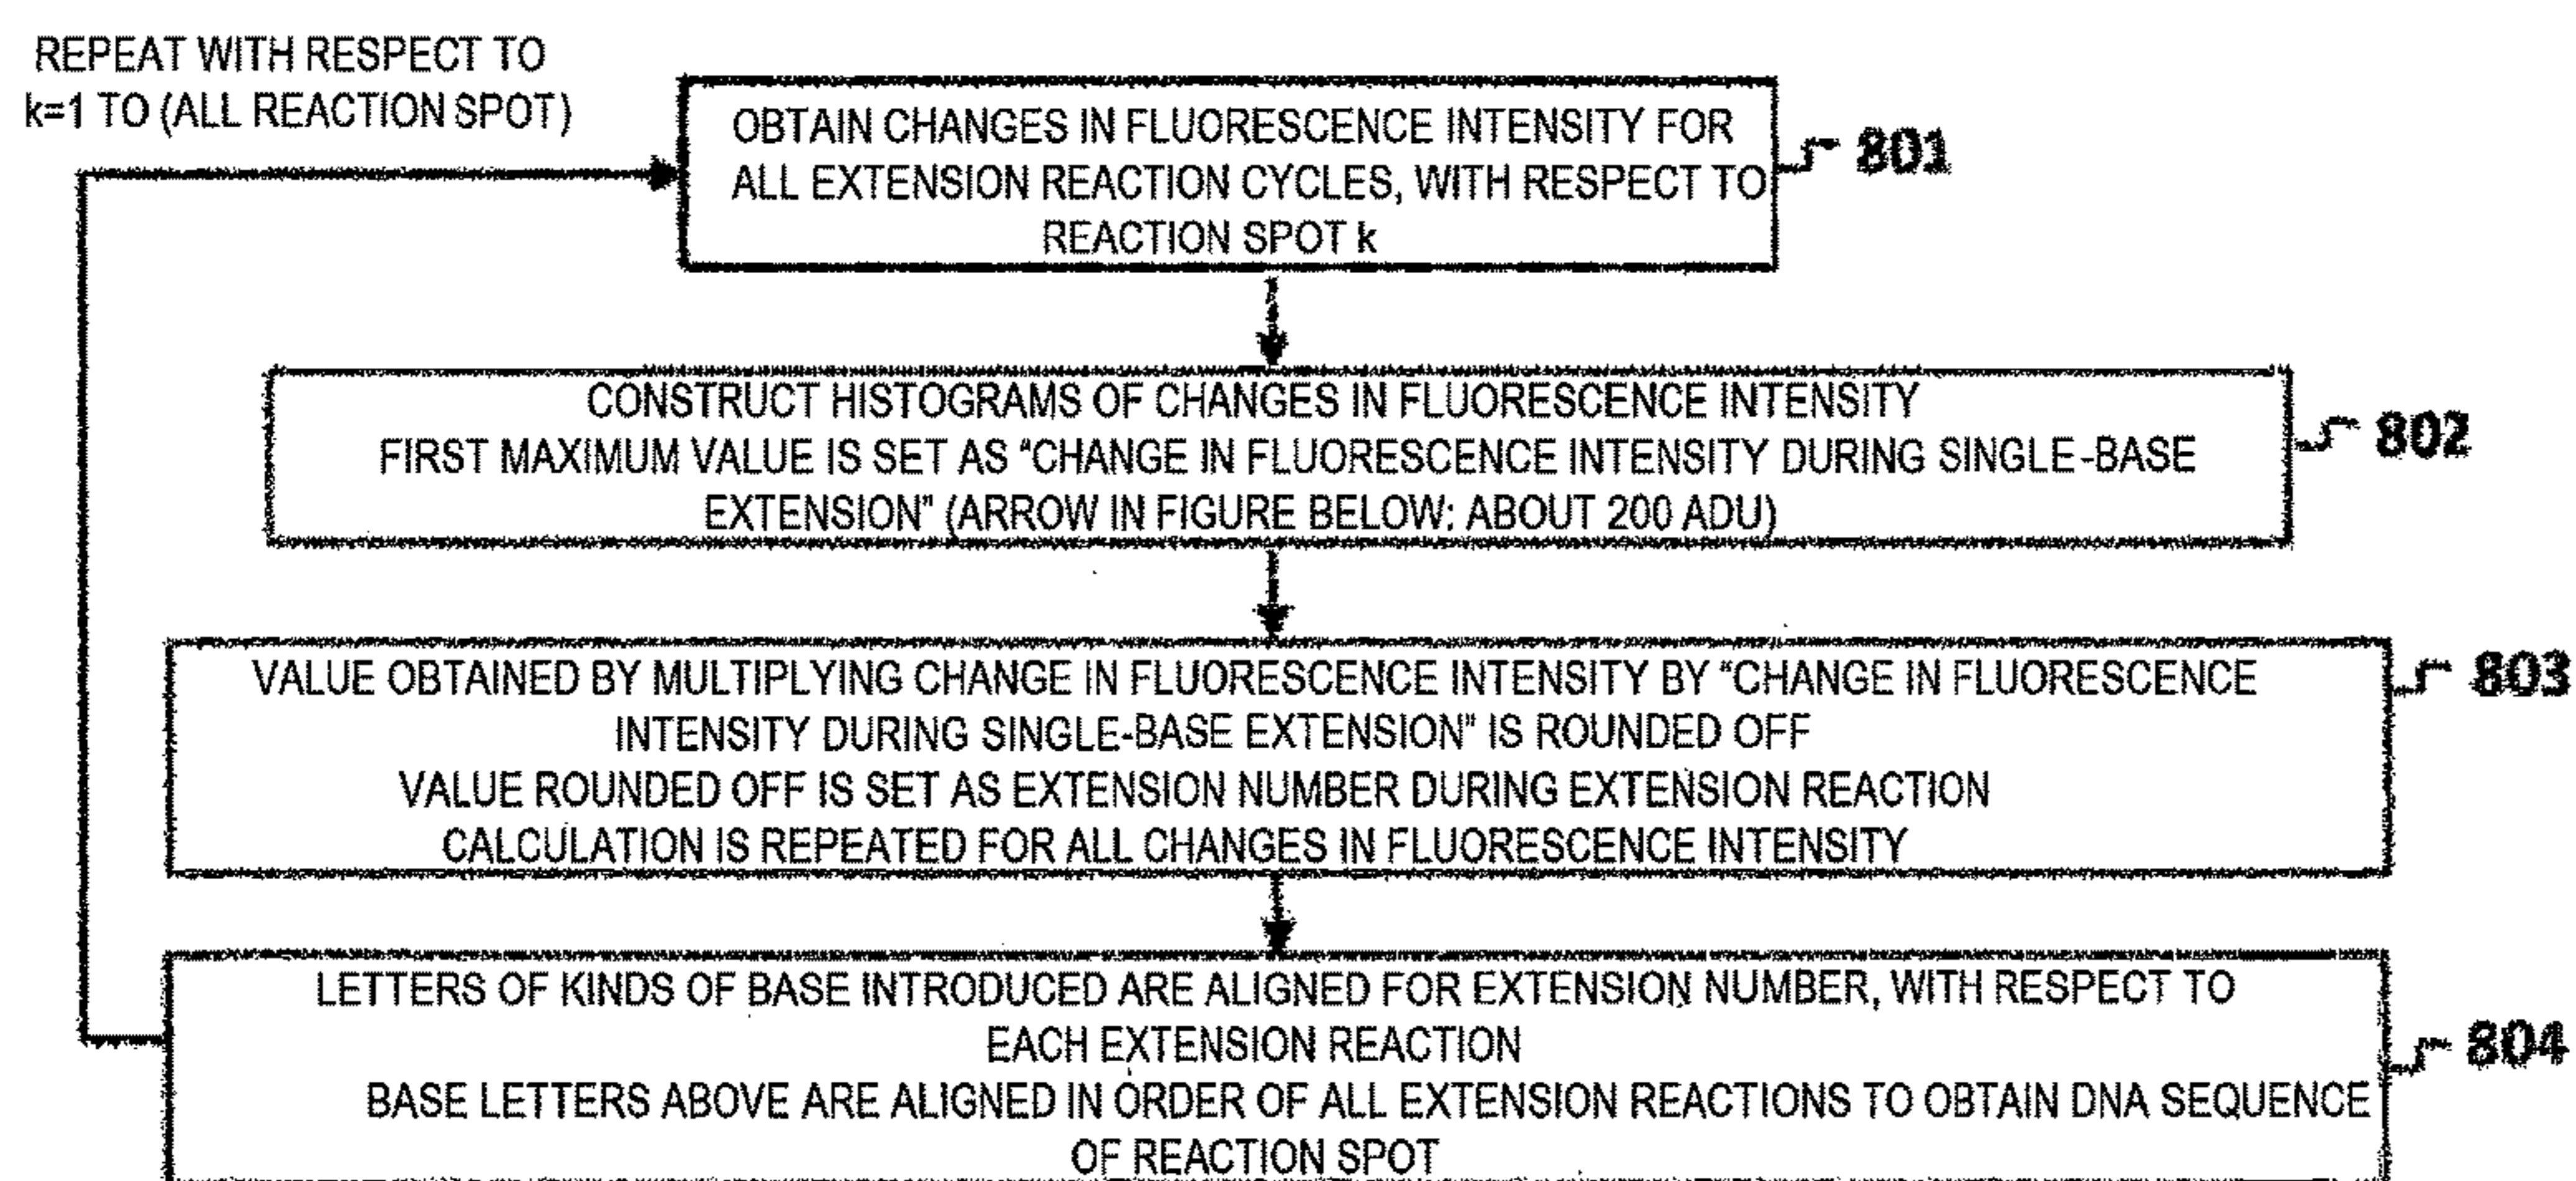 REPEAT WITH RESPECT TO
k=1 TO (ALL REACTION SPOT)
OBTAIN CHANGES IN FLUORESCENCE INTENSITY FOR
ALL EXTENSION REACTION CYCLES, WITH RESPECT TO
REACTION SPOT k
801
CONSTRUCT HISTOGRAMS OF CHANGES IN FLUORESCENCE INTENSITY
FIRST MAXIMUM VALUE IS SET AS "CHANGE IN FLUORESCENCE INTENSITY DURING SINGLE-BASE
EXTENSION" (ARROW IN FIGURE BELOW: ABOUT 200 ADU)
802
VALUE OBTAINED BY MULTIPLYING CHANGE IN FLUORESCENCE INTENSITY BY "CHANGE IN FLUORESCENCE
INTENSITY DURING SINGLE-BASE EXTENSION" IS ROUNDED OFF
VALUE ROUNDED OFF IS SET AS EXTENSION NUMBER DURING EXTENSION REACTION
CALCULATION IS REPEATED FOR ALL CHANGES IN FLUORESCENCE INTENSITY
803
LETTERS OF KINDS OF BASE INTRODUCED ARE ALIGNED FOR EXTENSION NUMBER, WITH RESPECT TO
EACH EXTENSION REACTION
BASE LETTERS ABOVE ARE ALIGNED IN ORDER OF ALL EXTENSION REACTIONS TO OBTAIN DNA SEQUENCE
OF REACTION SPOT
804